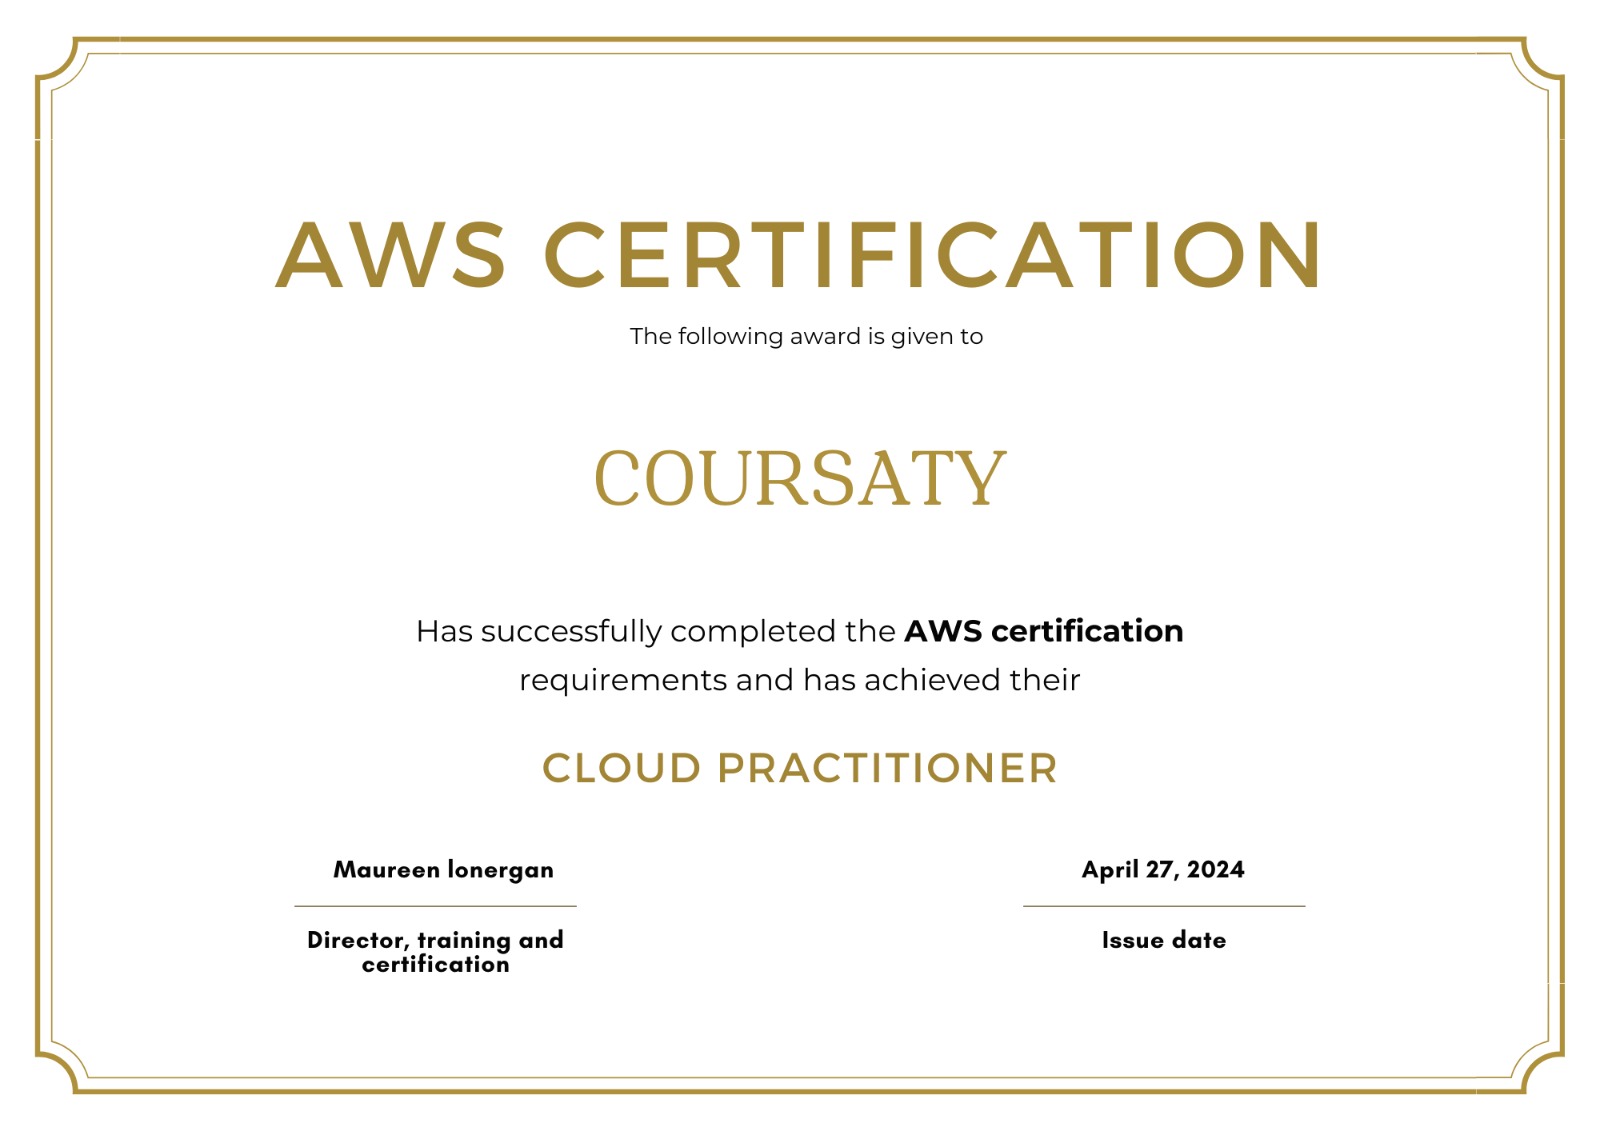 AWS CERTIFICATION
The following award is given to
COURSATY
Has successfully completed the AWS certification
requirements and has achieved their
CLOUD PRACTITIONER
Maureen lonergan
Director, training and
certification
April 27, 2024
Issue date